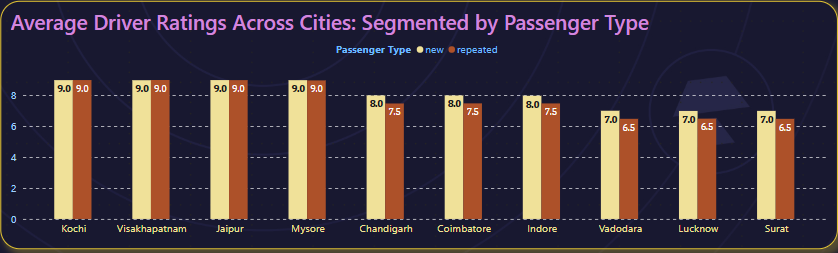 Average Driver Ratings Across Cities: Segmented by Passenger Type
Passenger Type new repeated
9.0 9.0 9.0 9.0 9.0 9.0 9.0 9.0 8.0 7.5 8.0 7.5 8.0 7.5 7.0 6.5 7.0 6.5 7.0 6.5
8
6
4
2
0
Kochi Visakhapatnam Jaipur Mysore Chandigarh Coimbatore Indore Vadodara Lucknow Surat